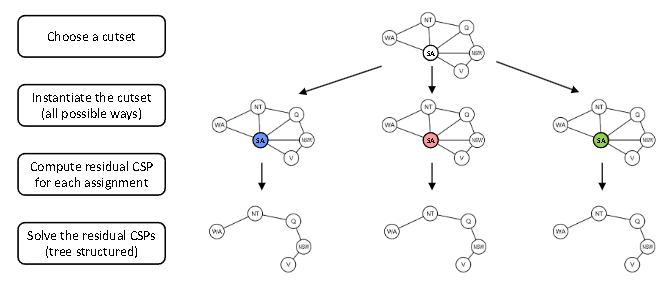 Choose a cutset
NT
Q
WA
SA
NSW
V
Instantiate the cutset
(all possible ways)
NT
Q
WA
SA
NSW
V
NT
Q
WA
SA
NSW
V
NT
Q
WA
SA
NSW
V
Compute residual CSP
for each assignment
Solve the residual CSPs
(tree structured)
NT
Q
WA
NSW
V
NT
Q
WA
NSW
V
NT
Q
WA
NSW
V